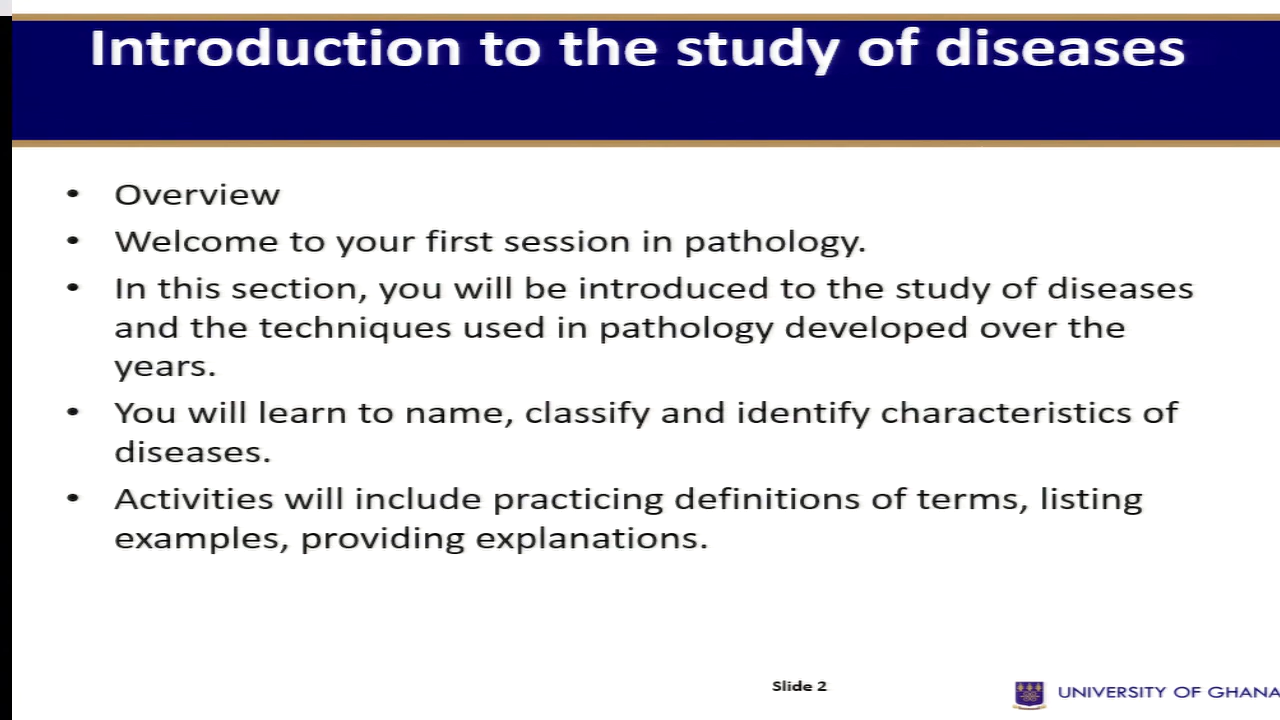 Introduction to the study of diseases
• Overview
• Welcome to your first session in pathology.
• In this section, you will be introduced to the study of diseases
and the techniques used in pathology developed over the
years.
• You will learn to name, classify and identify characteristics of
diseases.
• Activities will include practicing definitions of terms, listing
examples, providing explanations.
Slide 2
UNIVERSITY OF GHANA